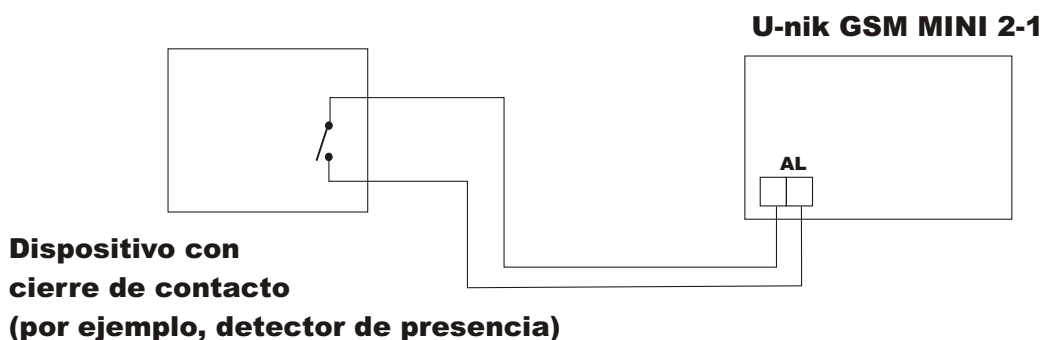 U-nik GSM MINI 2-1
AL
Dispositivo con
cierre de contacto
(por ejemplo, detector de presencia)